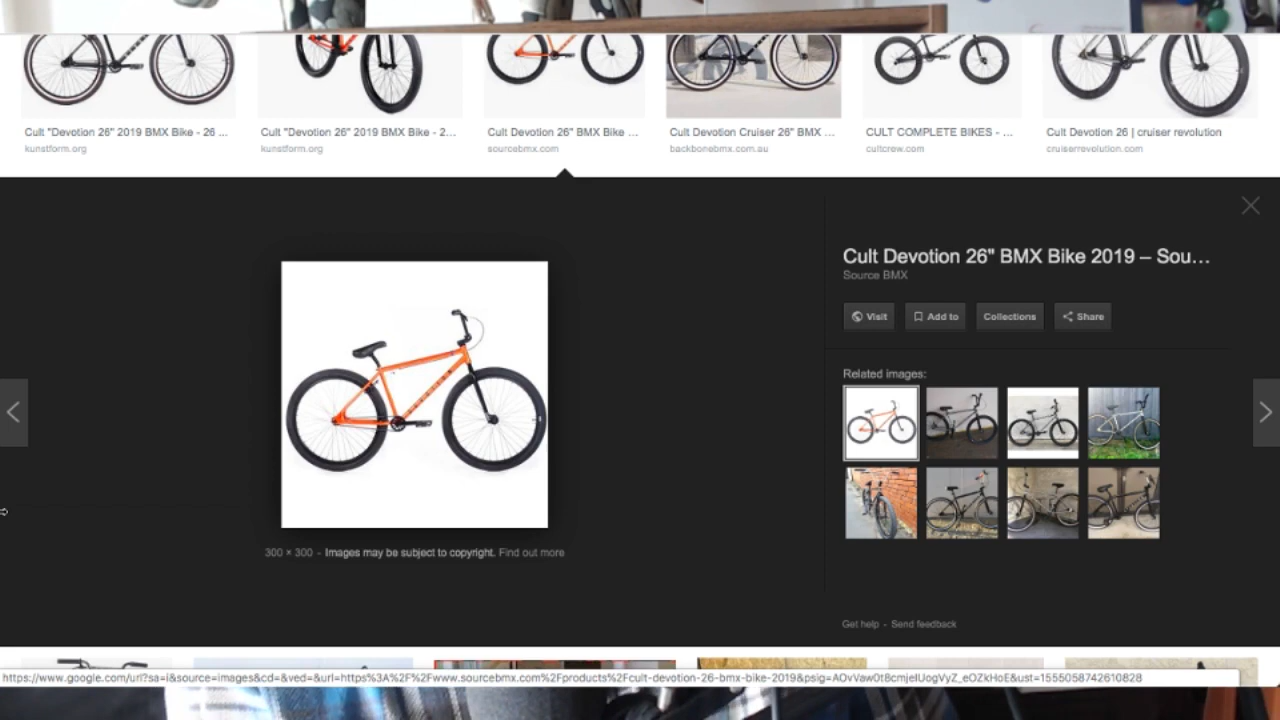 Cult "Devotion 26" 2019 BMX Bike - 26 ...
kunstform.org
Cult "Devotion 26" 2019 BMX Bike - 2...
kunstform.org
Cult Devotion 26" BMX Bike ...
sourcebmx.com
Cult Devotion Cruiser 26" BMX ...
backbonebmx.com.au
CULT COMPLETE BIKES - ...
cultcrew.com
Cult Devotion 26 | cruiser revolution
cruiserrevolution.com
Cult Devotion 26" BMX Bike 2019 – Sou...
Source BMX
Visit
Add to
Collections
Share
Related images:
300 × 300 - Images may be subject to copyright. Find out more
Get help - Send feedback
https://www.google.com/url?sa=i&source=images&cd=&ved=&url=https%3A%2F%2Fwww.sourcebmx.com%2Fproducts%2Fcult-devotion-26-bmx-bike-2019&psig=AOvVaw0t8cmjeIUogVyZ_eOZkHoE&ust=1555058742610828